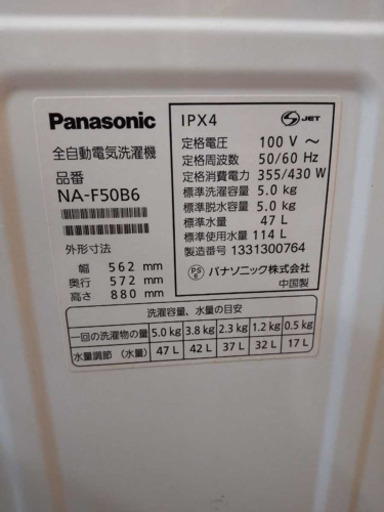 Panasonic
全自動電気洗濯機
品番
NA-F50B6
外形寸法
幅 562 mm
奥行 572 mm
高さ 880 mm
IPX4
S JET
定格電圧 100 V ～
定格周波数 50/60 Hz
定格消費電力 355/430 W
標準洗濯容量 5.0 kg
標準脱水容量 5.0 kg
標準水量 47 L
標準使用水量 114 L
製造番号 1331300764
PS E パナソニック株式会社
中国製
洗濯容量、水量の目安
一回の洗濯物の量 5.0 kg 3.8 kg 2.3 kg 1.2 kg 0.5 kg
水量調節（水量） 47 L 42 L 37 L 32 L 17 L